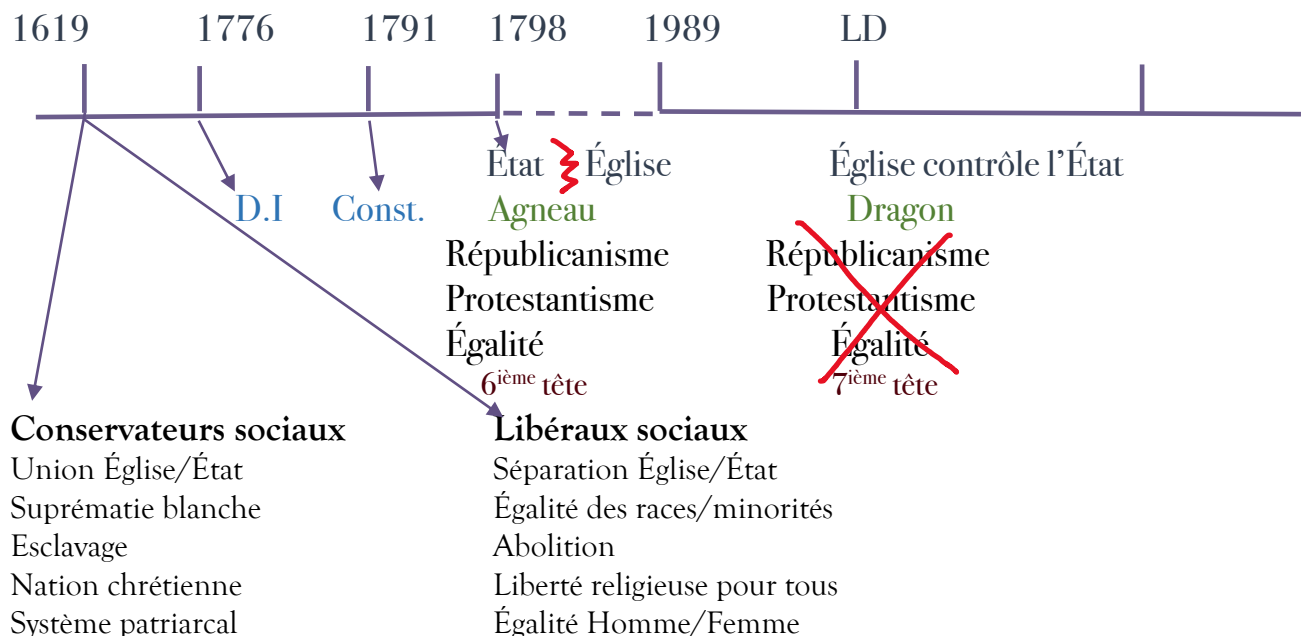 1619 1776 1791 1798 1989 LD
État Église Église contrôle l’État
D.I Const. Agneau Dragon
Républicanisme Républicanisme
Protestantisme Protestantisme
Égalité Égalité
6ième tête 7ième tête
Conservateurs sociaux Libéraux sociaux
Union Église/État Séparation Église/État
Suprématie blanche Égalité des races/minorités
Esclavage Abolition
Nation chrétienne Liberté religieuse pour tous
Système patriarcal Égalité Homme/Femme